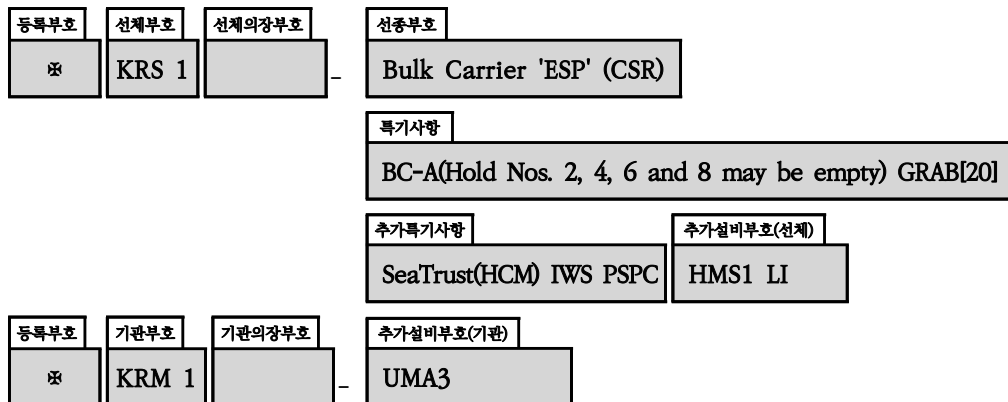 등록부호 선체부호 선체의장부호 선종부호
✠ KRS 1 - Bulk Carrier 'ESP' (CSR)
특기사항
BC-A(Hold Nos. 2, 4, 6 and 8 may be empty) GRAB[20]
추가특기사항 추가설비부호(선체)
SeaTrust(HCM) IWS PSPC HMS1 LI
등록부호 기관부호 기관의장부호 추가설비부호(기관)
✠ KRM 1 - UMA3